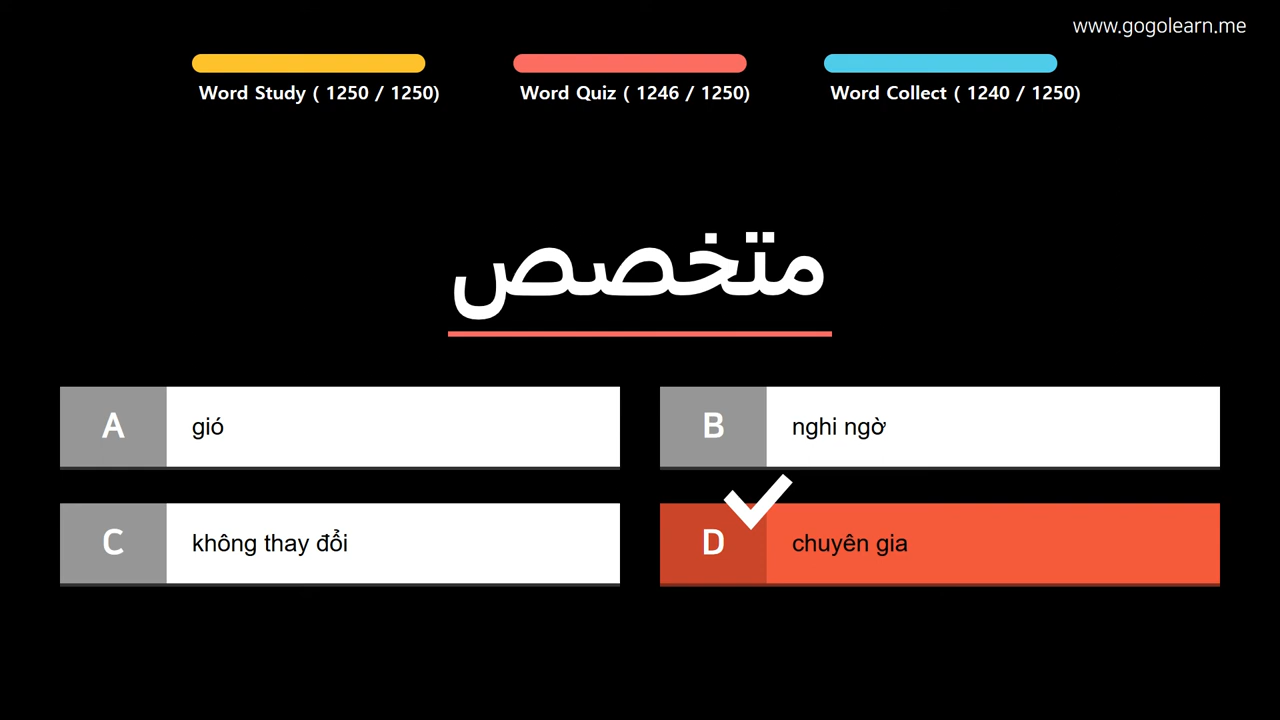 www.gogolearn.me
Word Study ( 1250 / 1250)
Word Quiz ( 1246 / 1250)
Word Collect ( 1240 / 1250)
متخصص
A
gió
B
nghi ngờ
C
không thay đổi
D
chuyên gia